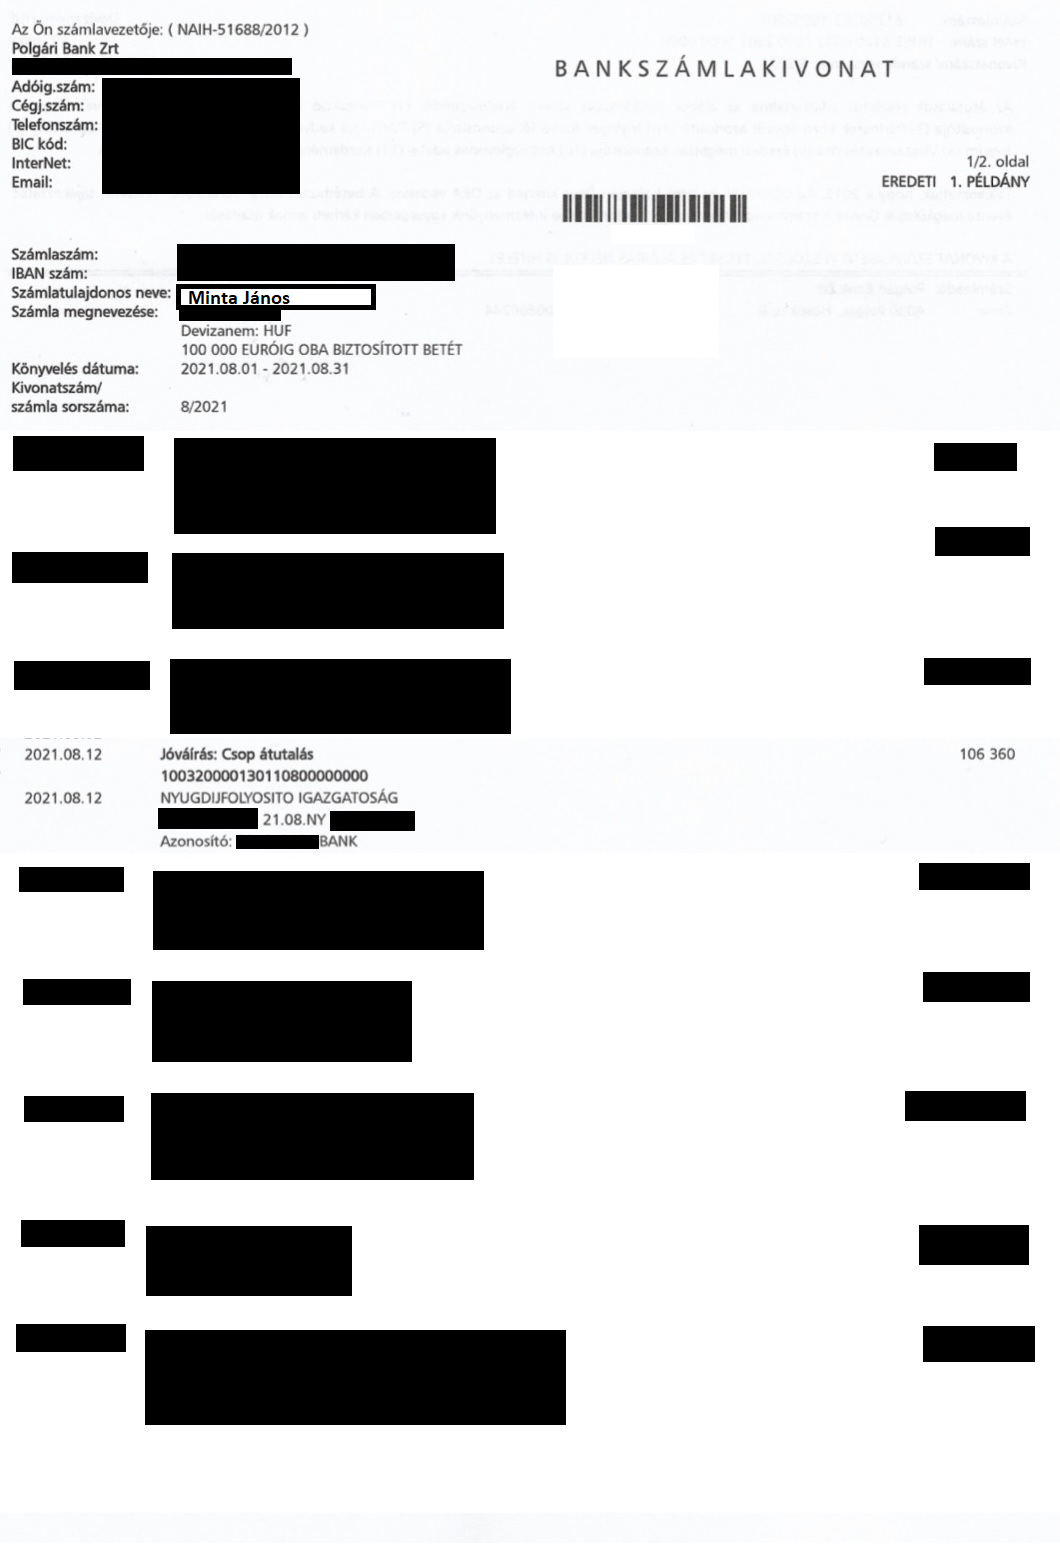 Az Ön számlavezetője: ( NAIH-51688/2012 )
Polgári Bank Zrt
BANKSZÁMLAKIVONAT
Adóig.szám:
Cégj.szám:
Telefonszám:
BIC kód:
InterNet:
Email:
1/2. oldal
EREDETI 1. PÉLDÁNY
Számlaszám:
IBAN szám:
Számlatulajdonos neve: Minta János
Számla megnevezése:
Devizanem: HUF
100 000 EURÓIG OBA BIZTOSÍTOTT BETÉT
Könyvelés dátuma: 2021.08.01 - 2021.08.31
Kivonatszám/
számla sorszáma: 8/2021
2021.08.12 Jóváírás: Csop átutalás 106 360
100320000130110800000000
2021.08.12 NYUGDIJFOLYOSITO IGAZGATOSÁG
21.08.NY
Azonosító: BANK